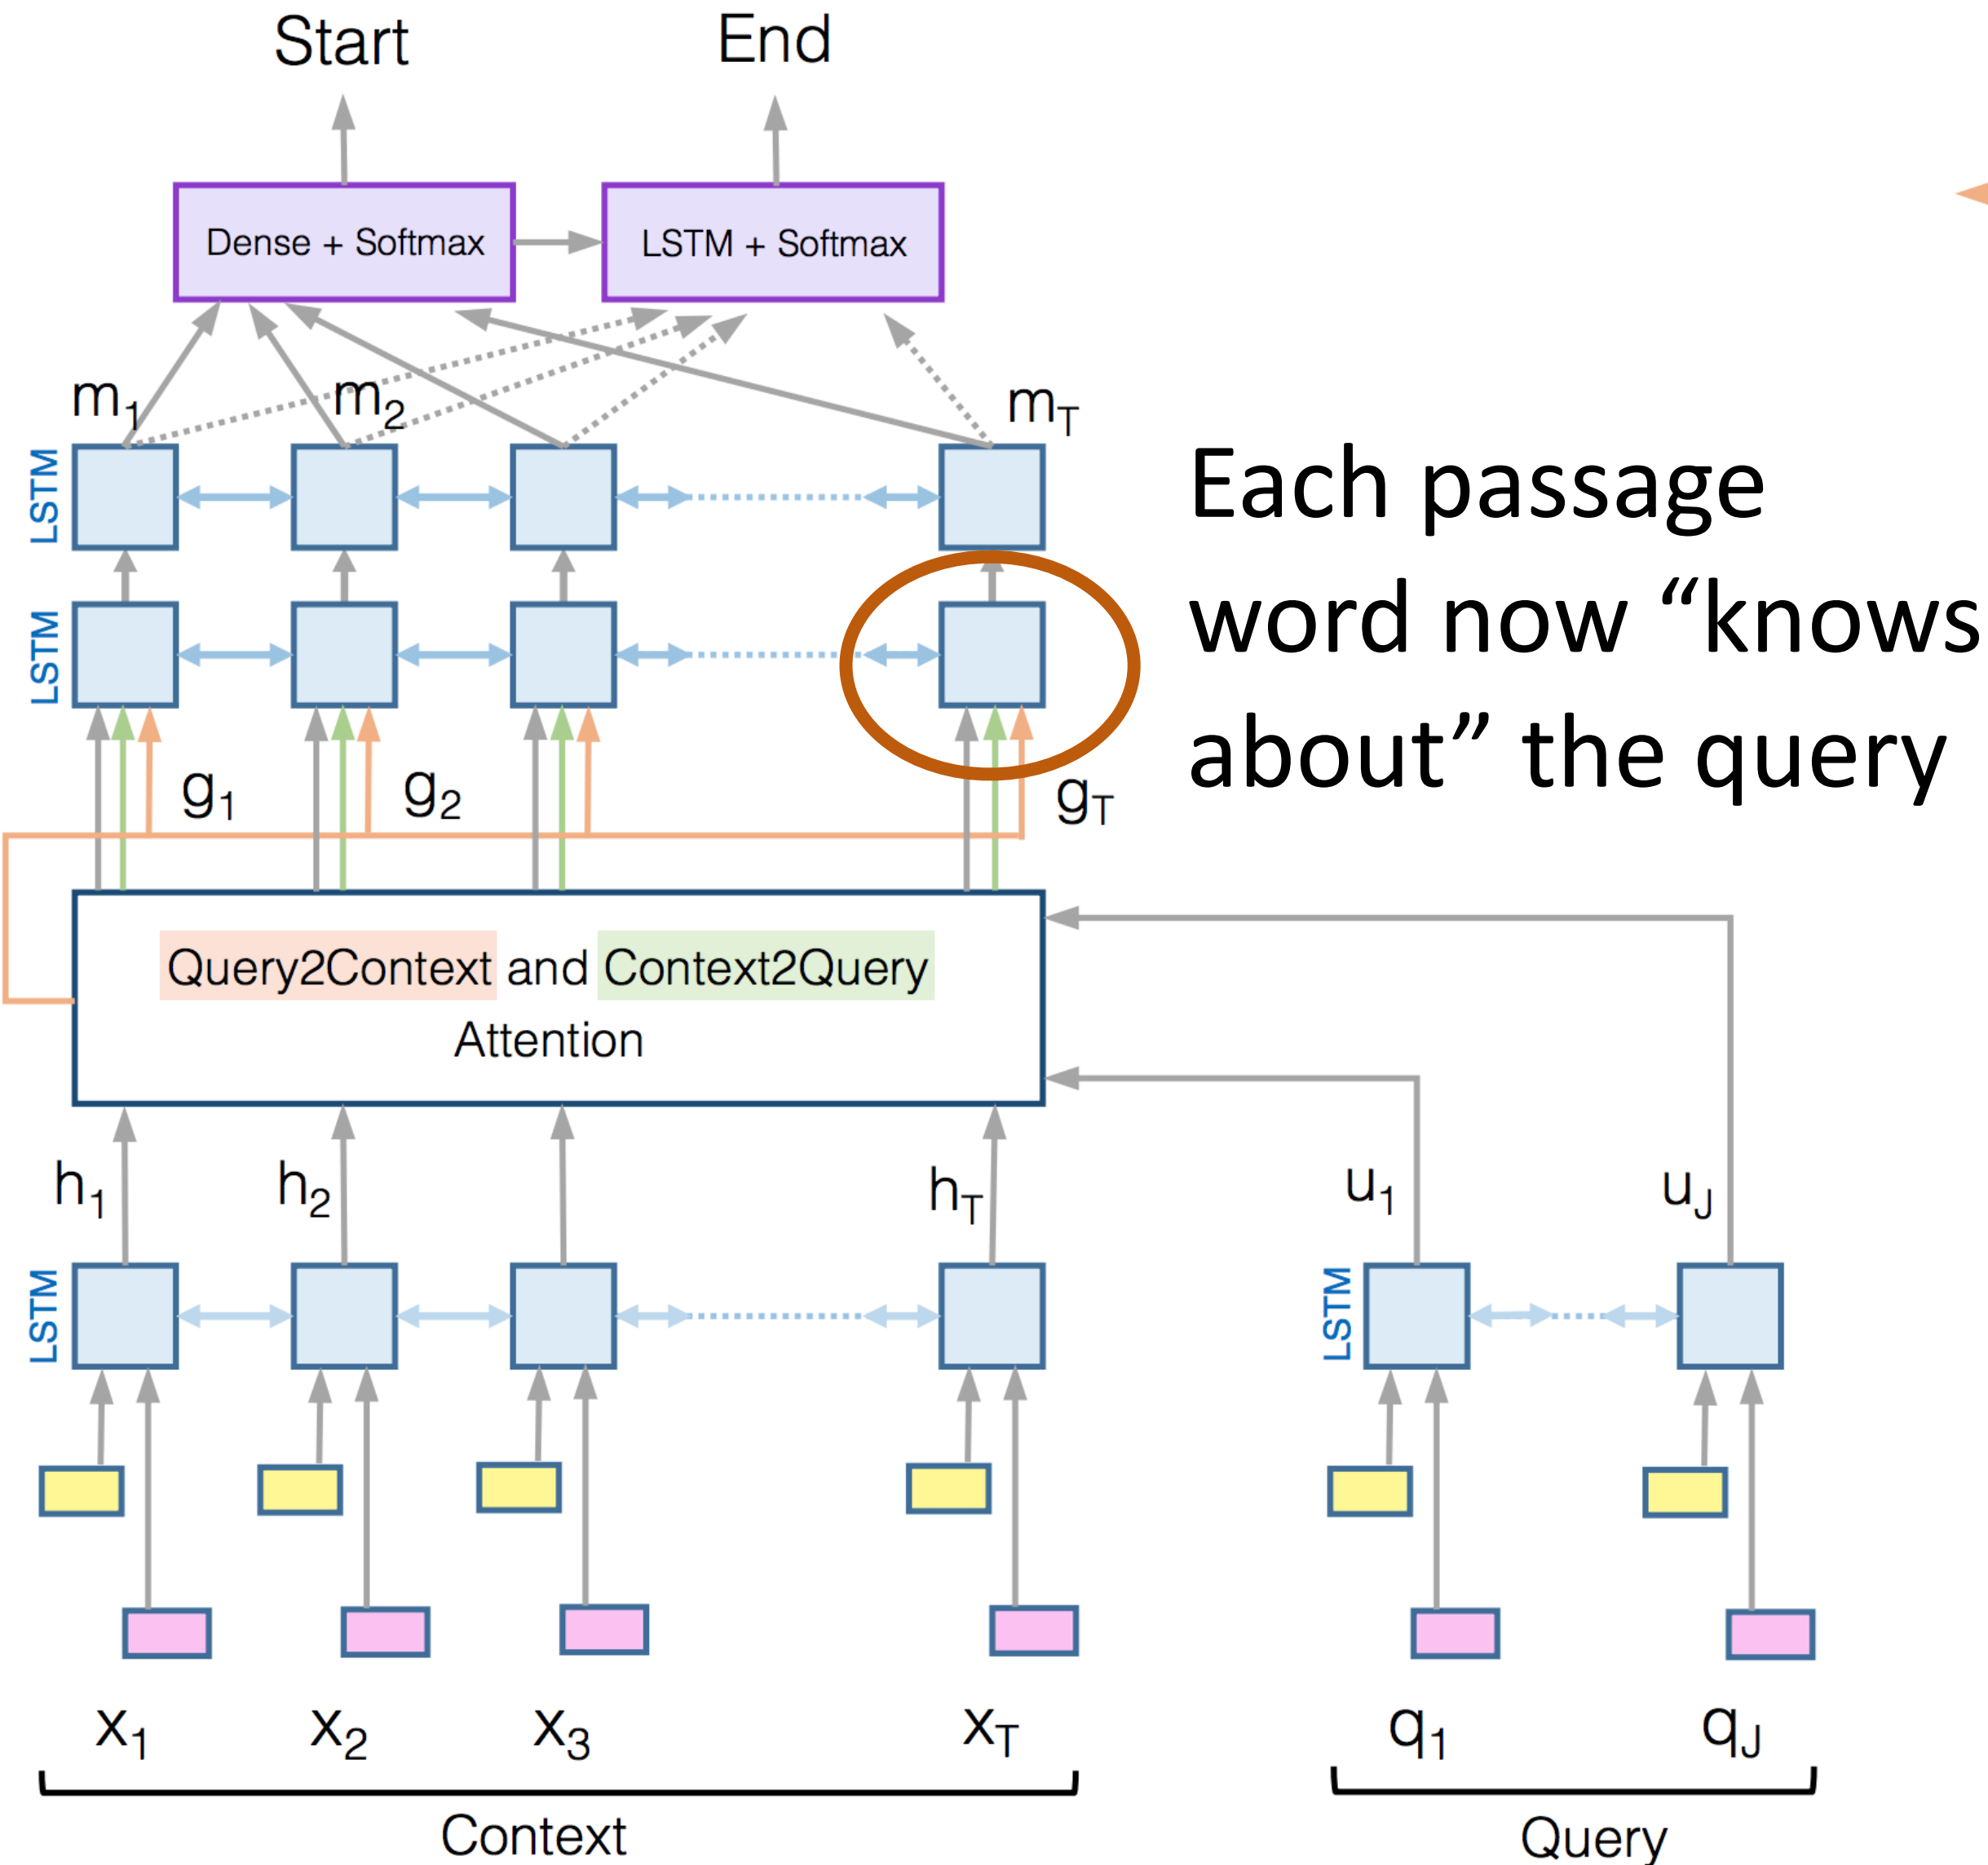 Start End
Dense + Softmax LSTM + Softmax
m1 m2 mT
LSTM
Each passage
word now “knows
about” the query
LSTM
g1 g2 gT
Query2Context and Context2Query
Attention
h1 h2 hT u1 uJ
LSTM LSTM
x1 x2 x3 xT q1 qJ
Context Query